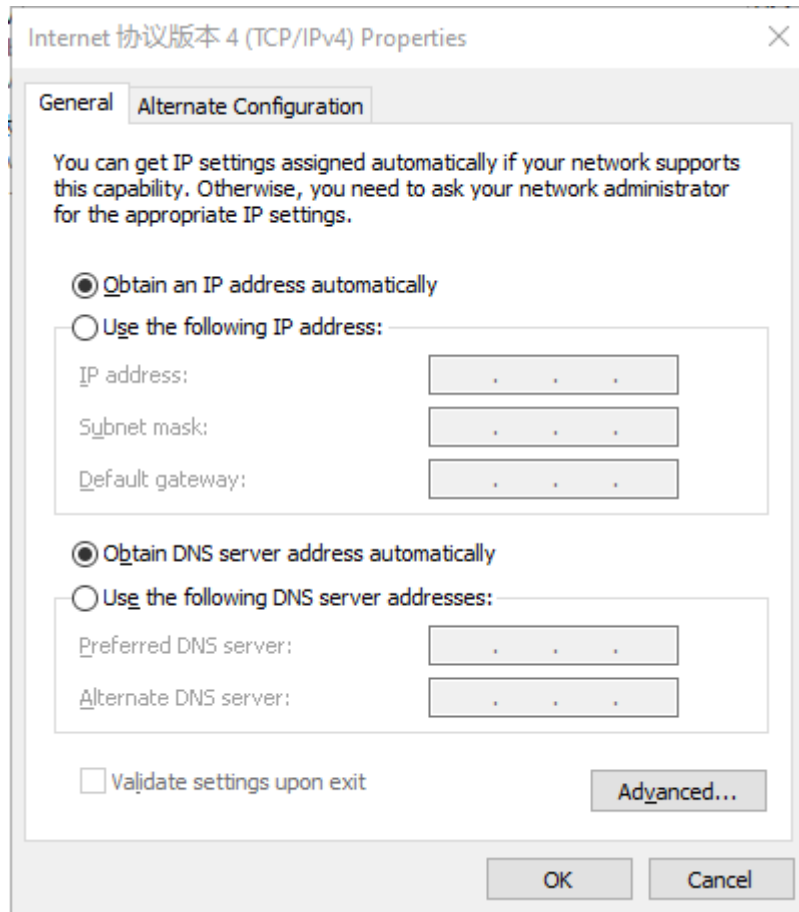 Internet 协议版本 4 (TCP/IPv4) Properties
General
Alternate Configuration
You can get IP settings assigned automatically if your network supports
this capability. Otherwise, you need to ask your network administrator
for the appropriate IP settings.
Obtain an IP address automatically
Use the following IP address:
IP address:
Subnet mask:
Default gateway:
Obtain DNS server address automatically
Use the following DNS server addresses:
Preferred DNS server:
Alternate DNS server:
Validate settings upon exit
Advanced...
OK
Cancel